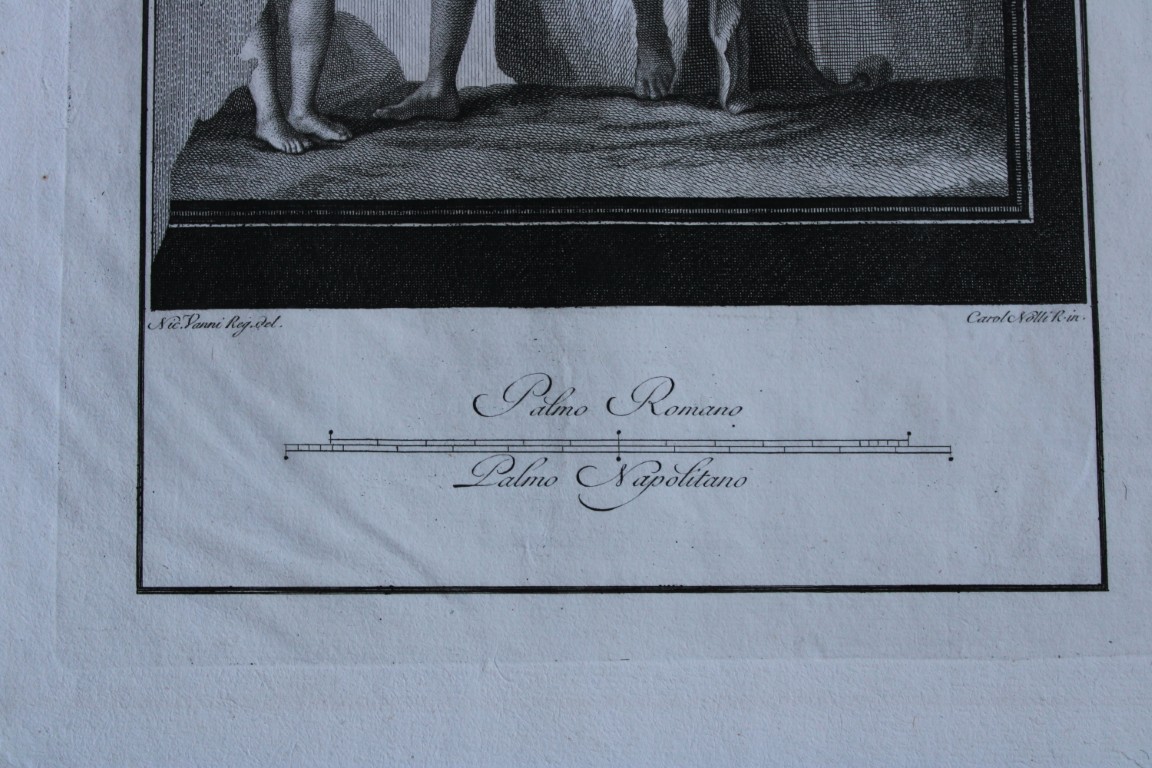 Nic. Vanni Reg. del.
Carol Nolli R. in.
Palmo Romano
Palmo Napolitano